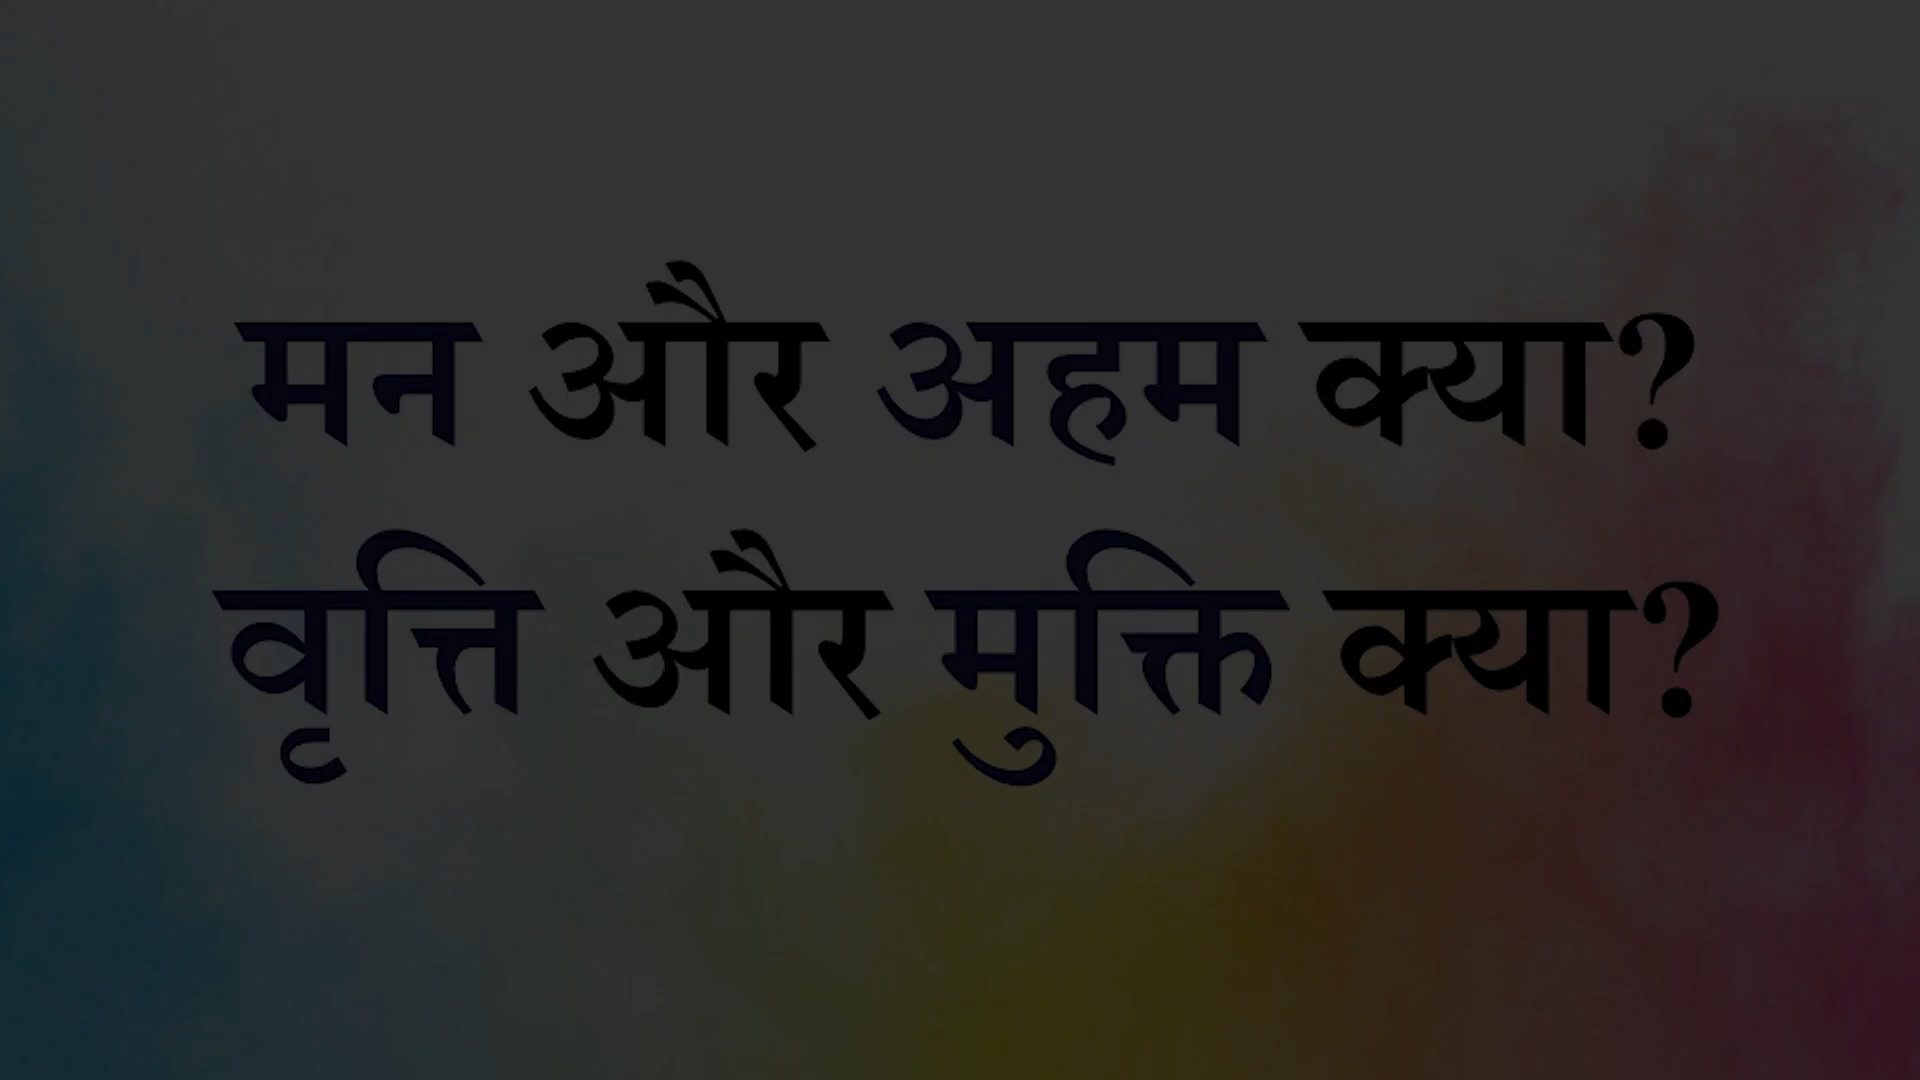 मन और अहम क्या?
वृत्ति और मुक्ति क्या?